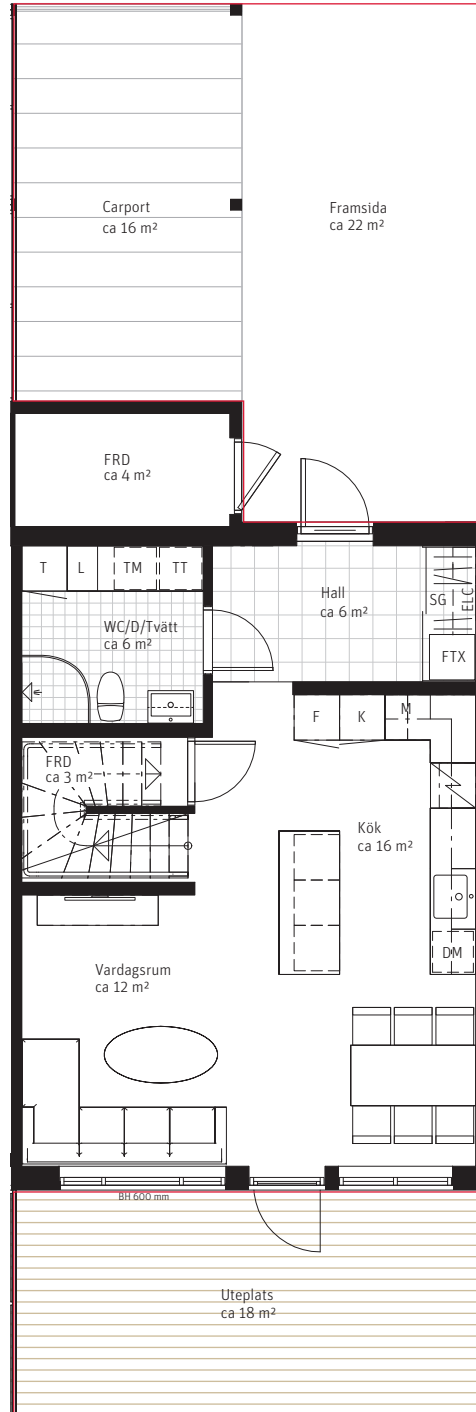 Carport
ca 16 m²
Framsida
ca 22 m²
FRD
ca 4 m²
T
L
TM
TT
Hall
ca 6 m²
SG
ELC
FTX
WC/D/Tvätt
ca 6 m²
F
K
M
FRD
ca 3 m²
Kök
ca 16 m²
DM
Vardagsrum
ca 12 m²
BH 600 mm
Uteplats
ca 18 m²